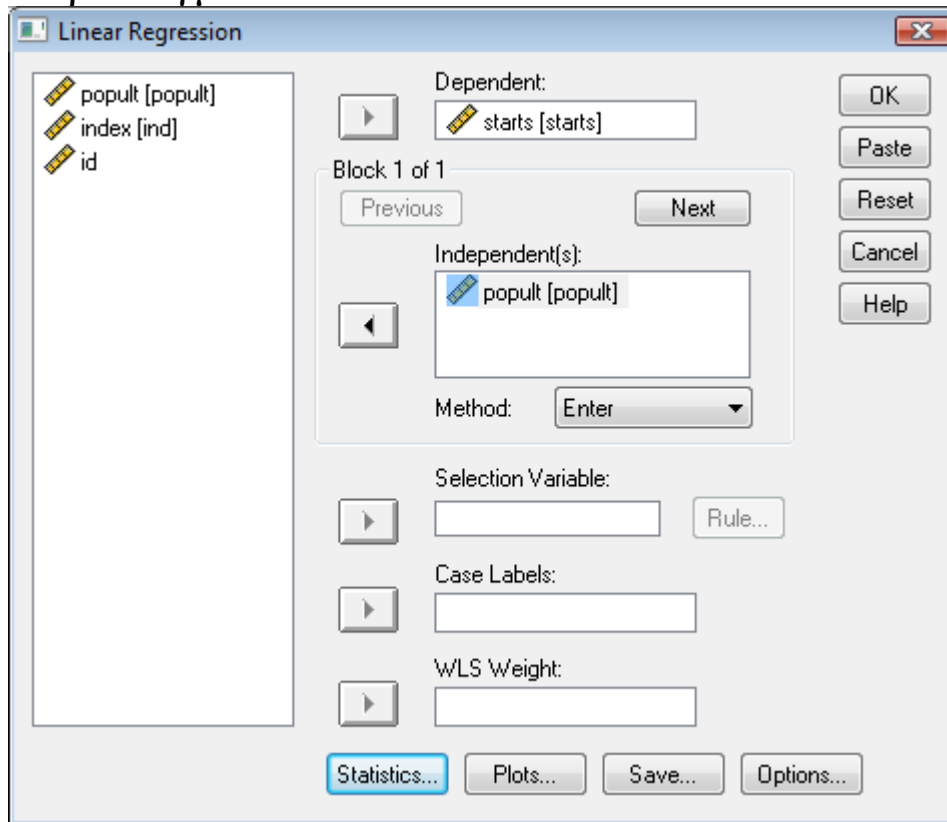 Linear Regression
popult [popult]
index [ind]
id
Dependent:
starts [starts]
Block 1 of 1
Previous
Next
Independent(s):
popult [popult]
Method:
Enter
Selection Variable:
Rule...
Case Labels:
WLS Weight:
Statistics...
Plots...
Save...
Options...
OK
Paste
Reset
Cancel
Help